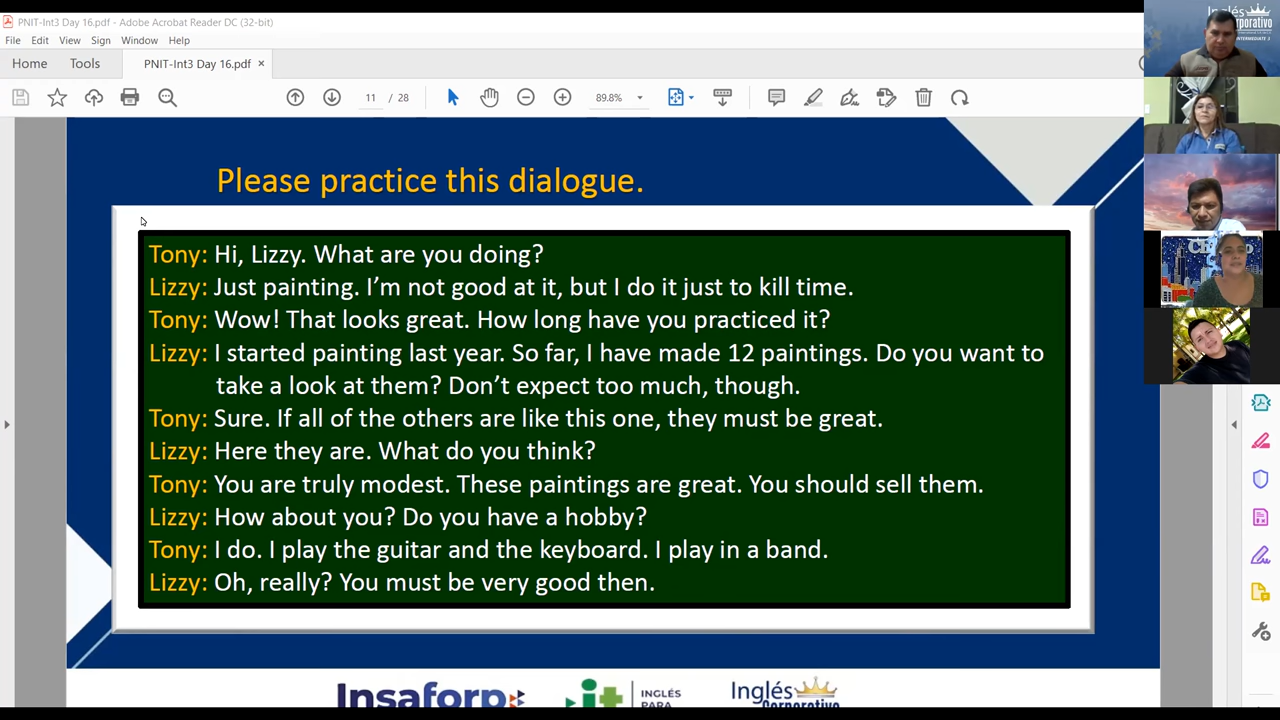 PNIT-Int3 Day 16.pdf - Adobe Acrobat Reader DC (32-bit)
File Edit View Sign Window Help
Home Tools PNIT-Int3 Day 16.pdf ×
11 / 28 89.8%
Please practice this dialogue.
Tony: Hi, Lizzy. What are you doing?
Lizzy: Just painting. I'm not good at it, but I do it just to kill time.
Tony: Wow! That looks great. How long have you practiced it?
Lizzy: I started painting last year. So far, I have made 12 paintings. Do you want to
take a look at them? Don't expect too much, though.
Tony: Sure. If all of the others are like this one, they must be great.
Lizzy: Here they are. What do you think?
Tony: You are truly modest. These paintings are great. You should sell them.
Lizzy: How about you? Do you have a hobby?
Tony: I do. I play the guitar and the keyboard. I play in a band.
Lizzy: Oh, really? You must be very good then.
Insaforp
it
INGLÉS
PARA
Inglés
Corporativo
Inglés